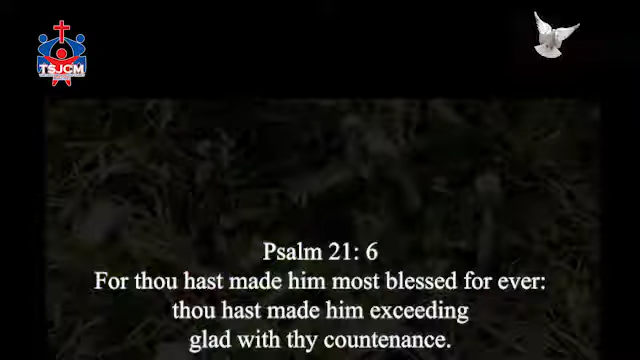 TSJCM
Psalm 21: 6
For thou hast made him most blessed for ever:
thou hast made him exceeding
glad with thy countenance.